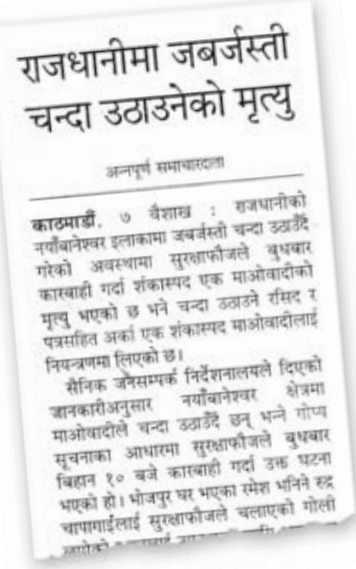 राजधानीमा जबर्जस्ती
चन्दा उठाउनेको मृत्यु
अन्नपूर्ण समाचारदाता
काठमाडौं, ७ वैशाख : राजधानीको
नयाँबानेश्वर इलाकामा जबर्जस्ती चन्दा उठाउँदै
गरेको अवस्थामा सुरक्षाफौजले बुधबार
कारबाही गर्दा शंकास्पद एक माओवादीको
मृत्यु भएको छ भने चन्दा उठाउने रसिद र
पत्रसहित अर्का एक शंकास्पद माओवादीलाई
नियन्त्रणमा लिएको छ।
सैनिक जनसम्पर्क निर्देशनालयले दिएको
जानकारीअनुसार नयाँबानेश्वर क्षेत्रमा
माओवादीले चन्दा उठाउँदै छन् भन्ने गोप्य
सूचनाका आधारमा सुरक्षाफौजले बुधबार
बिहान १० बजे कारबाही गर्दा उक्त घटना
भएको हो। भोजपुर घर भएका रमेश भनिने रुद्र
चापागाईंलाई सुरक्षाफौजले चलाएको गोली